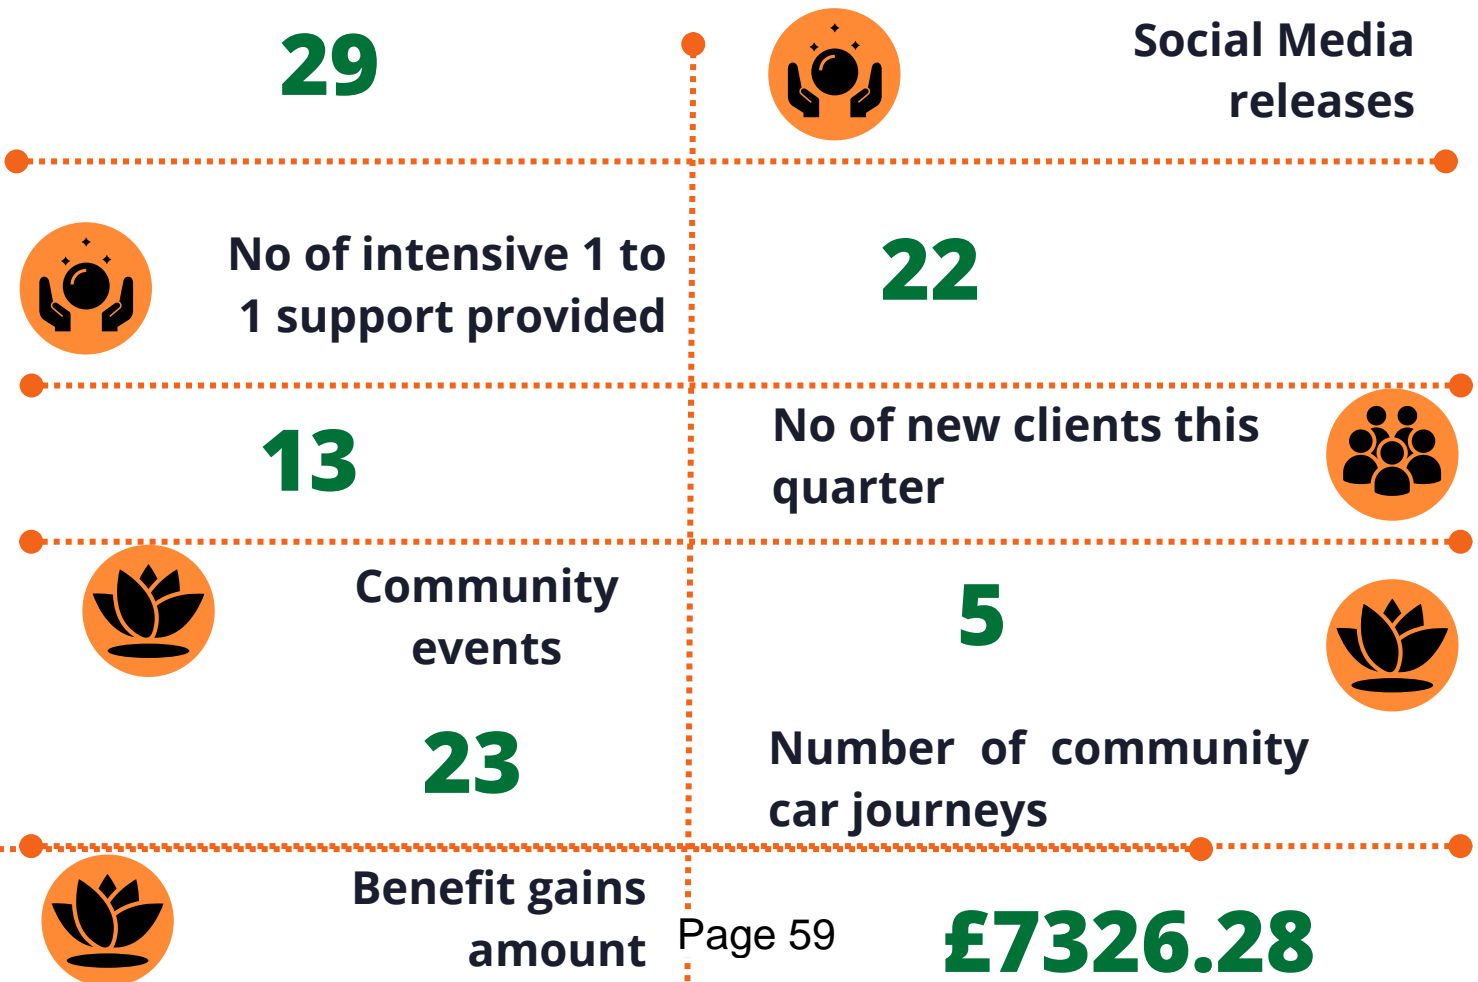 29
Social Media
releases
No of intensive 1 to
1 support provided
22
13
No of new clients this
quarter
Community
events
5
23
Number of community
car journeys
Benefit gains
amount
Page 59
£7326.28